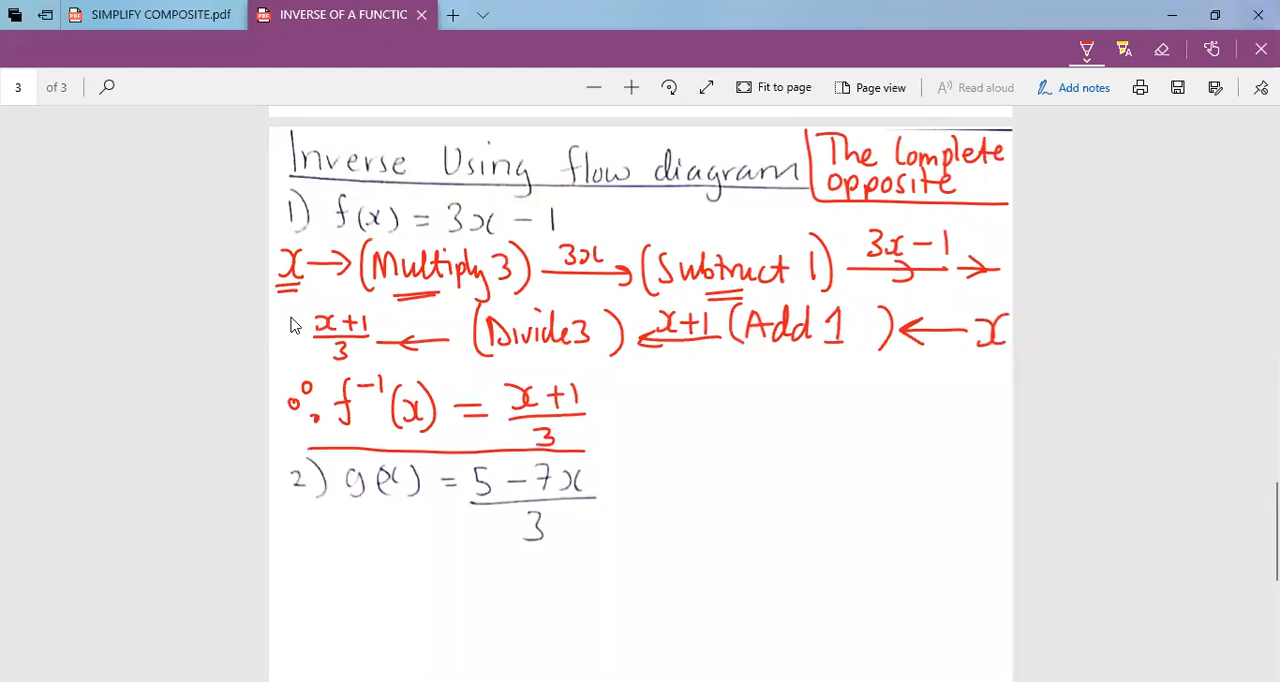 SIMPLIFY COMPOSITE.pdf INVERSE OF A FUNCTIC
3 of 3 Fit to page Page view Read aloud Add notes
Inverse Using flow diagram The Complete
opposite
1) f(x) = 3x - 1
x → (Multiply 3) 3x → (Subtruct 1) 3x - 1 →
x+1/3 ← (Divide 3) x+1 ← (Add 1) ← x
∴ f⁻¹(x) = x+1/3
2) g(x) = 5 - 7x/3